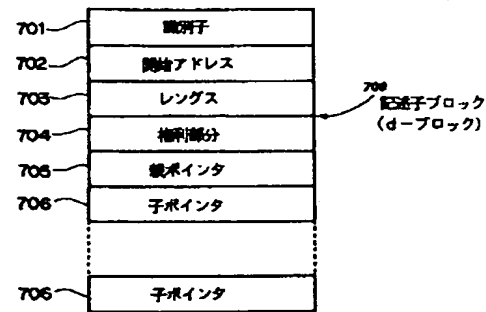 701 識別子
702 開始アドレス
703 レングス
700
記述子ブロック
(d-ブロック)
704 権利部分
705 親ポインタ
706 子ポインタ
706 子ポインタ